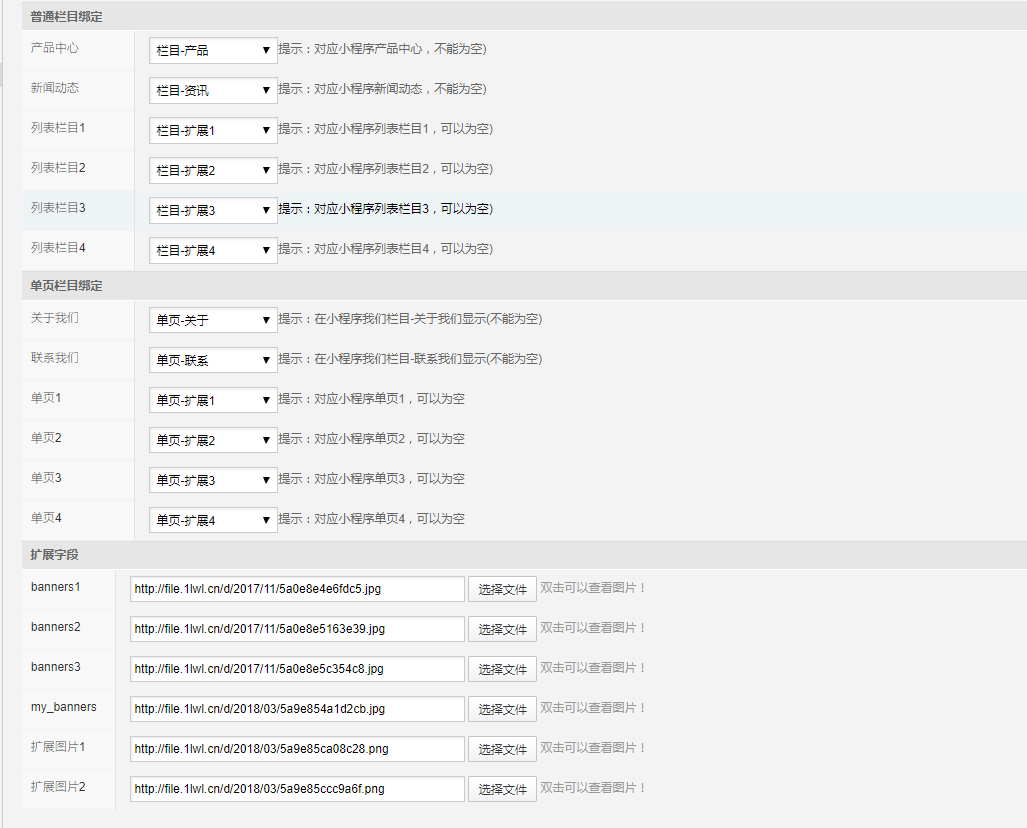 普通栏目绑定
产品中心 栏目-产品 ▼ 提示：对应小程序产品中心，不能为空)
新闻动态 栏目-资讯 ▼ 提示：对应小程序新闻动态，不能为空)
列表栏目1 栏目-扩展1 ▼ 提示：对应小程序列表栏目1，可以为空)
列表栏目2 栏目-扩展2 ▼ 提示：对应小程序列表栏目2，可以为空)
列表栏目3 栏目-扩展3 ▼ 提示：对应小程序列表栏目3，可以为空)
列表栏目4 栏目-扩展4 ▼ 提示：对应小程序列表栏目4，可以为空)
单页栏目绑定
关于我们 单页-关于 ▼ 提示：在小程序我们栏目-关于我们显示(不能为空)
联系我们 单页-联系 ▼ 提示：在小程序我们栏目-联系我们显示(不能为空)
单页1 单页-扩展1 ▼ 提示：对应小程序单页1，可以为空
单页2 单页-扩展2 ▼ 提示：对应小程序单页2，可以为空
单页3 单页-扩展3 ▼ 提示：对应小程序单页3，可以为空
单页4 单页-扩展4 ▼ 提示：对应小程序单页4，可以为空
扩展字段
banners1 http://file.1lwl.cn/d/2017/11/5a0e8e4e6fdc5.jpg 选择文件 双击可以查看图片！
banners2 http://file.1lwl.cn/d/2017/11/5a0e8e5163e39.jpg 选择文件 双击可以查看图片！
banners3 http://file.1lwl.cn/d/2017/11/5a0e8e5c354c8.jpg 选择文件 双击可以查看图片！
my_banners http://file.1lwl.cn/d/2018/03/5a9e854a1d2cb.jpg 选择文件 双击可以查看图片！
扩展图片1 http://file.1lwl.cn/d/2018/03/5a9e85ca08c28.png 选择文件 双击可以查看图片！
扩展图片2 http://file.1lwl.cn/d/2018/03/5a9e85ccc9a6f.png 选择文件 双击可以查看图片！